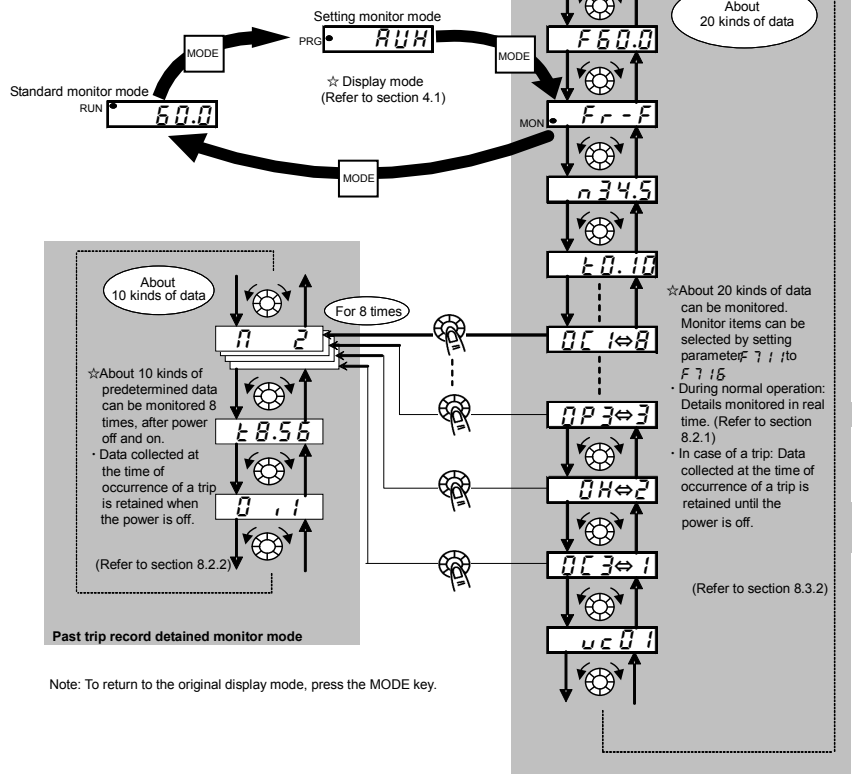 Setting monitor mode
PRG AUH
MODE
MODE
☆ Display mode
(Refer to section 4.1)
Standard monitor mode
RUN 60.0
MODE
About
20 kinds of data
F60.0
MON Fr-F
n34.5
t0.10
OC1⇔8
OP3⇔3
OH⇔2
OC3⇔1
uc01
☆About 20 kinds of data
can be monitored.
Monitor items can be
selected by setting
parameter F711 to
F716
・During normal operation:
Details monitored in real
time. (Refer to section
8.2.1)
・In case of a trip: Data
collected at the time of
occurrence of a trip is
retained until the
power is off.
(Refer to section 8.3.2)
About
10 kinds of data
For 8 times
n 2
☆About 10 kinds of
predetermined data
can be monitored 8
times, after power
off and on.
・Data collected at
the time of
occurrence of a trip
is retained when
the power is off.
t8.56
0 ,,1
(Refer to section 8.2.2)
Past trip record detained monitor mode
Note: To return to the original display mode, press the MODE key.